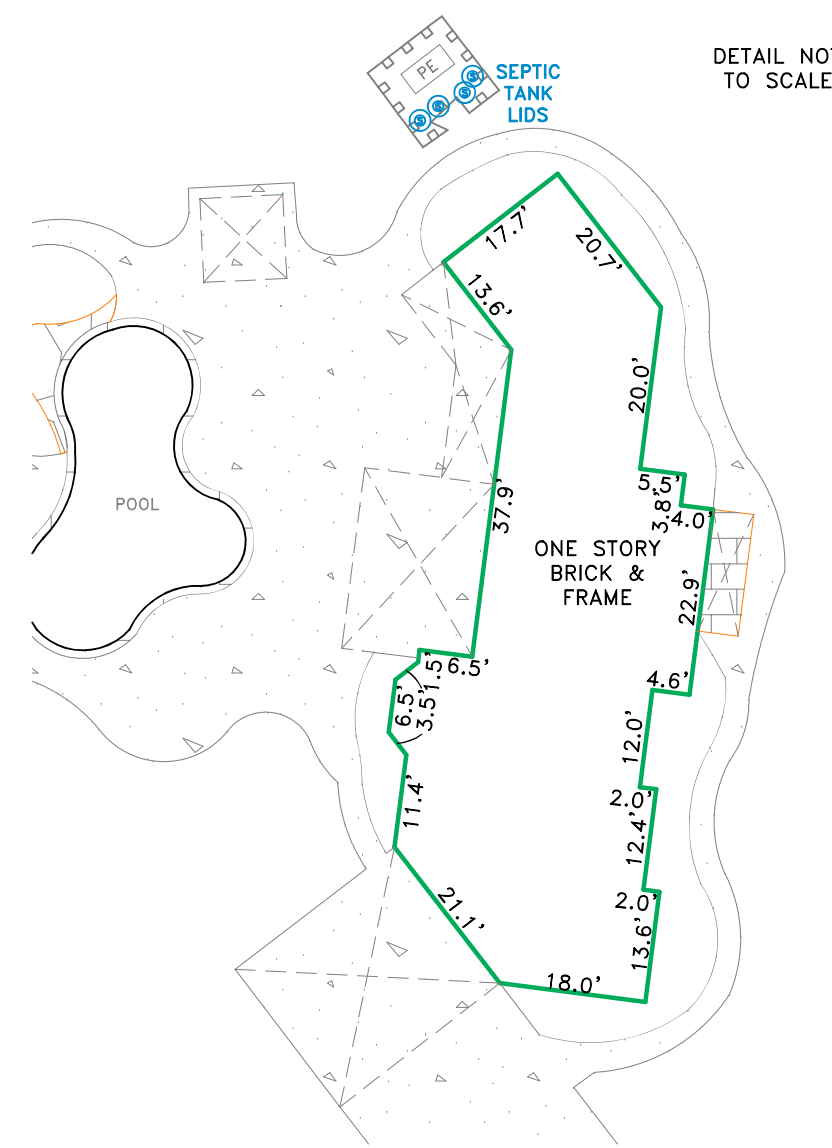 DETAIL NOT
TO SCALE
PE
SEPTIC
TANK
LIDS
S
S
S
S
17.7'
20.7'
13.6'
20.0'
5.5'
3.8'
4.0'
37.9'
POOL
ONE STORY
BRICK &
FRAME
22.9'
6.5'
1.5'
4.6'
6.5'
3.5'
12.0'
11.4'
2.0'
12.4'
21.1'
2.0'
13.6'
18.0'